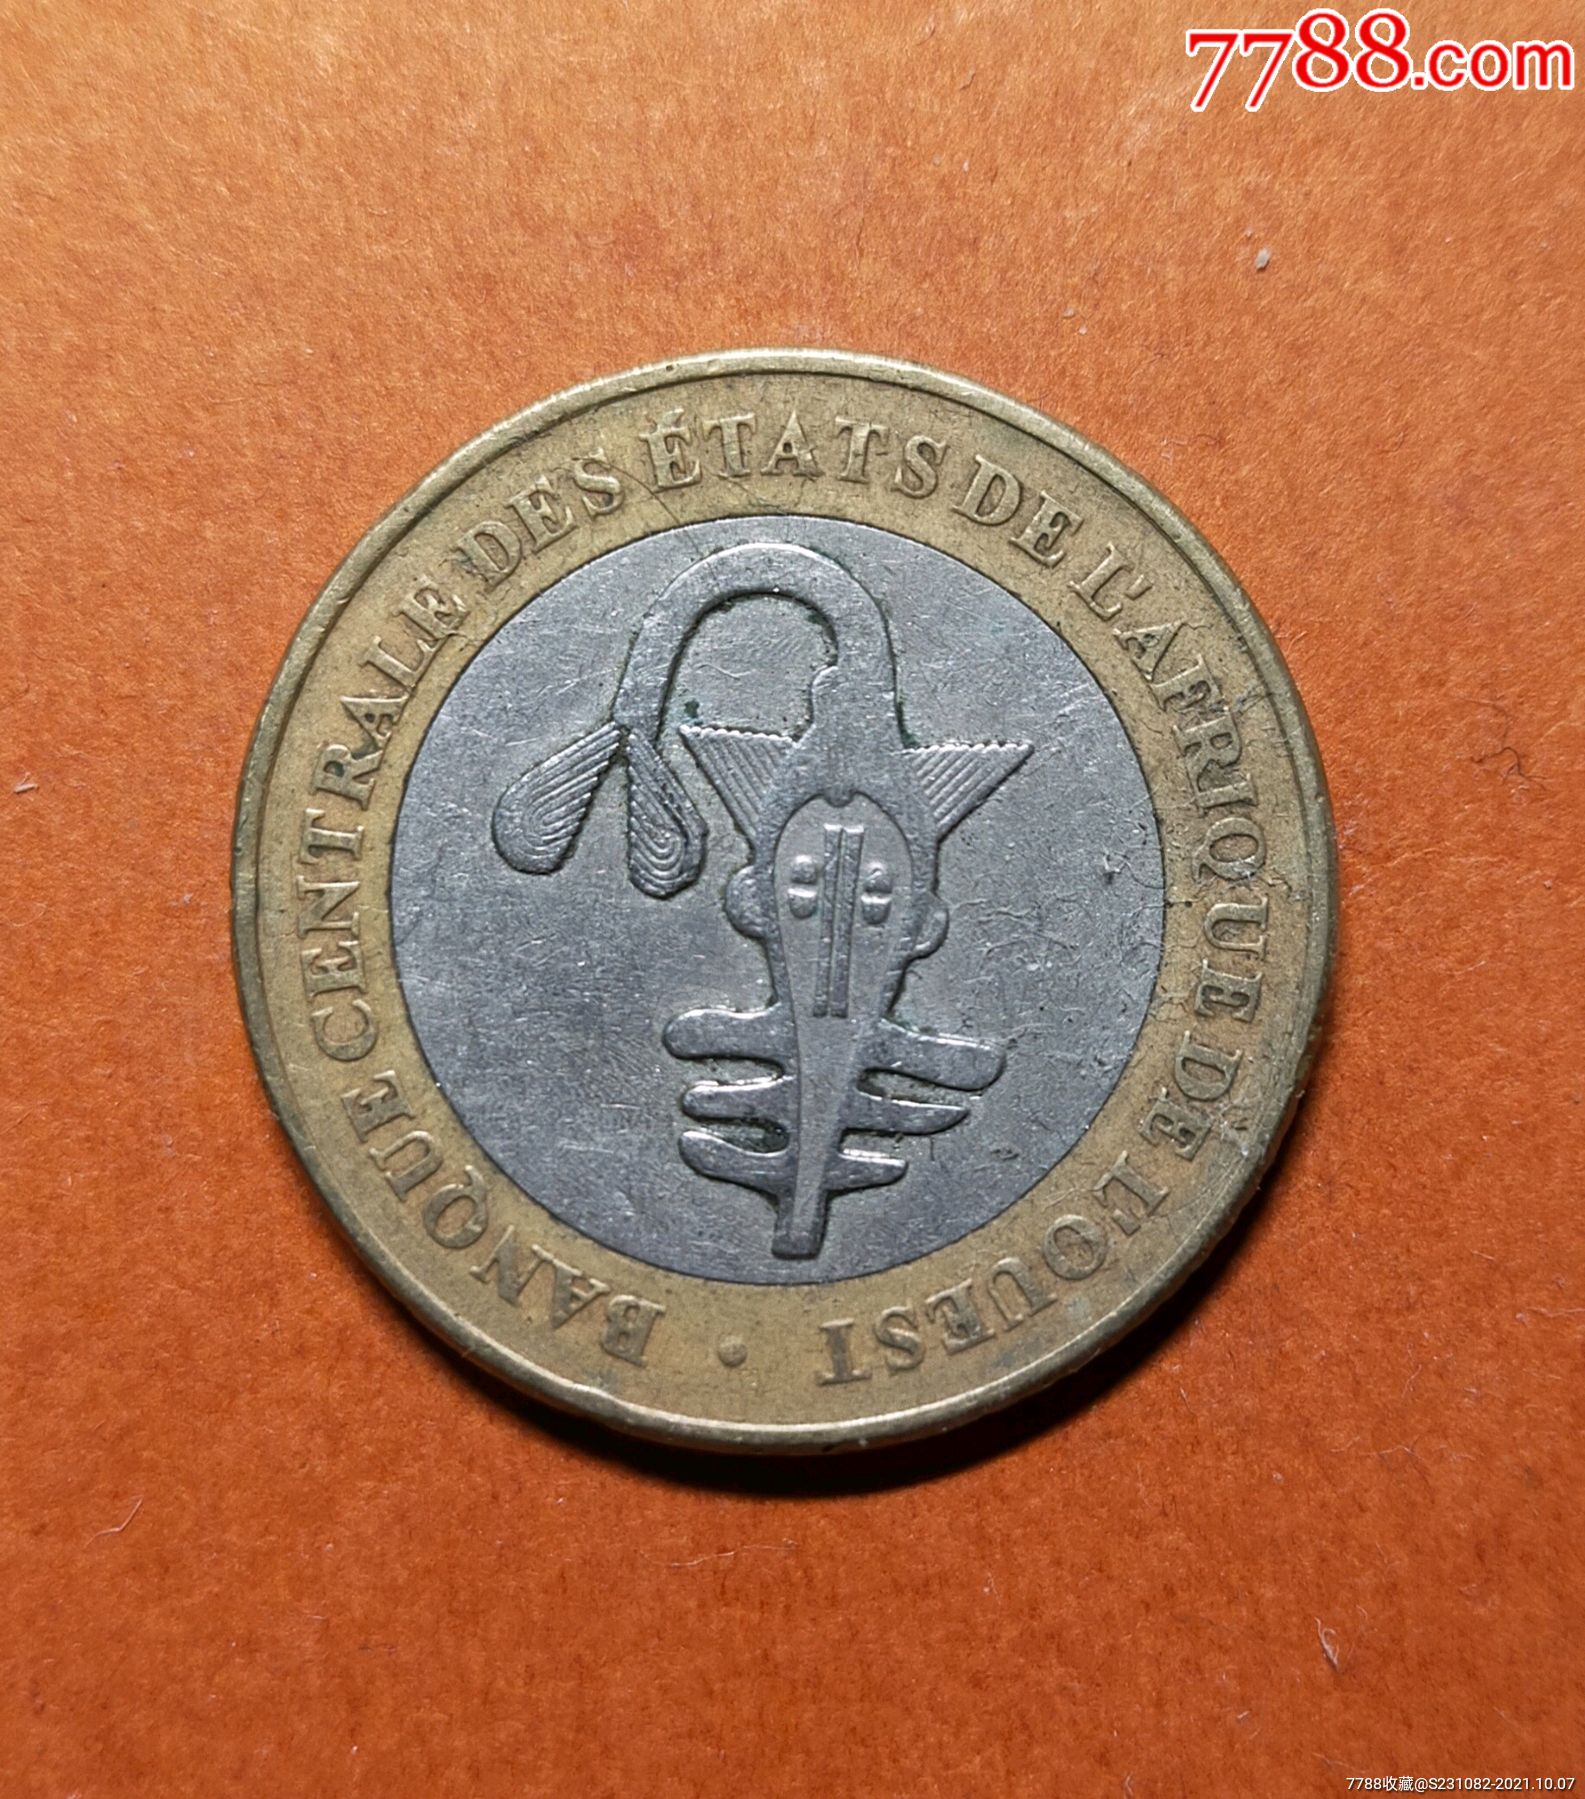 7788.com
BANQUE CENTRALE DES ÉTATS DE L'AFRIQUE DE L'OUEST •
7788收藏@S231082-2021.10.07